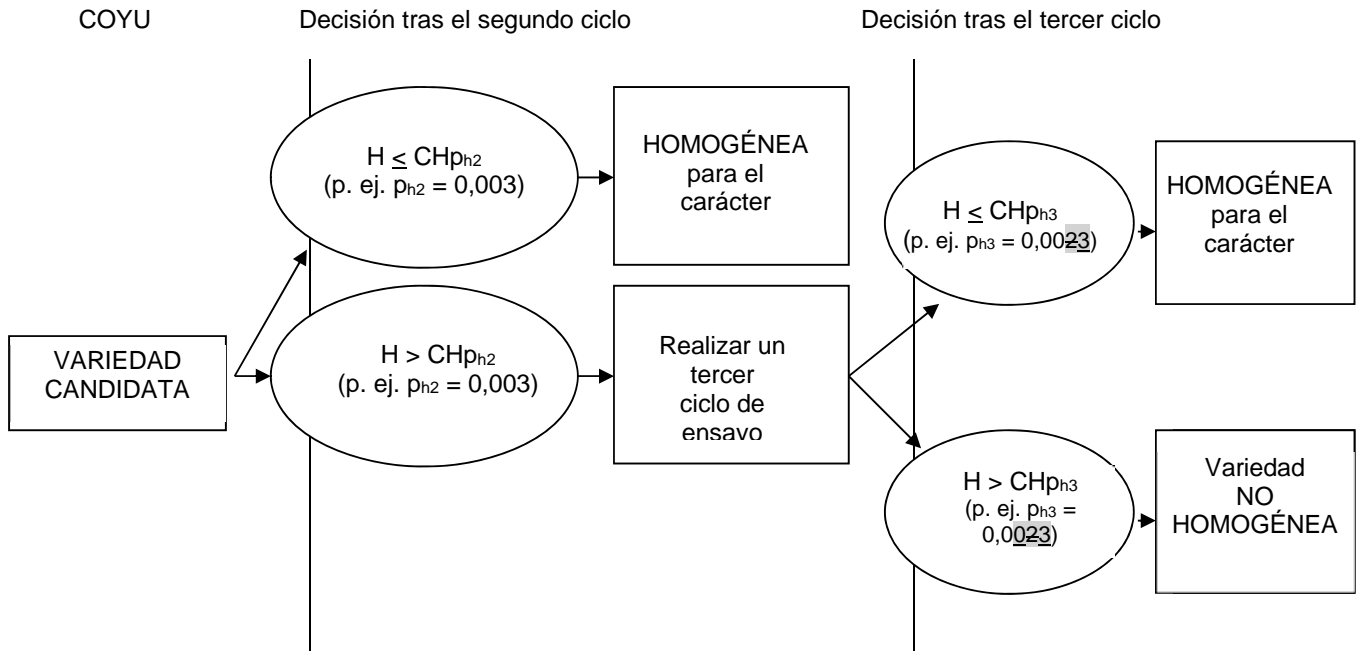 COYU
Decisión tras el segundo ciclo
Decisión tras el tercer ciclo
VARIEDAD
CANDIDATA
H ≤ CHph2
(p. ej. ph2 = 0,003)
HOMOGÉNEA
para el
carácter
H > CHph2
(p. ej. ph2 = 0,003)
Realizar un
tercer
ciclo de
ensayo
H ≤ CHph3
(p. ej. ph3 = 0,0023)
HOMOGÉNEA
para el
carácter
H > CHph3
(p. ej. ph3 =
0,0023)
Variedad
NO
HOMOGÉNEA